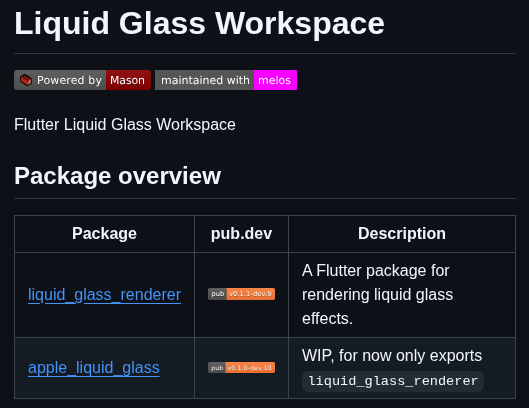 Liquid Glass Workspace
Powered by Mason maintained with melos
Flutter Liquid Glass Workspace
Package overview
Package pub.dev Description
liquid_glass_renderer pub v0.1.1-dev.9 A Flutter package for
rendering liquid glass
effects.
apple_liquid_glass pub v0.1.0-dev.10 WIP, for now only exports
liquid_glass_renderer